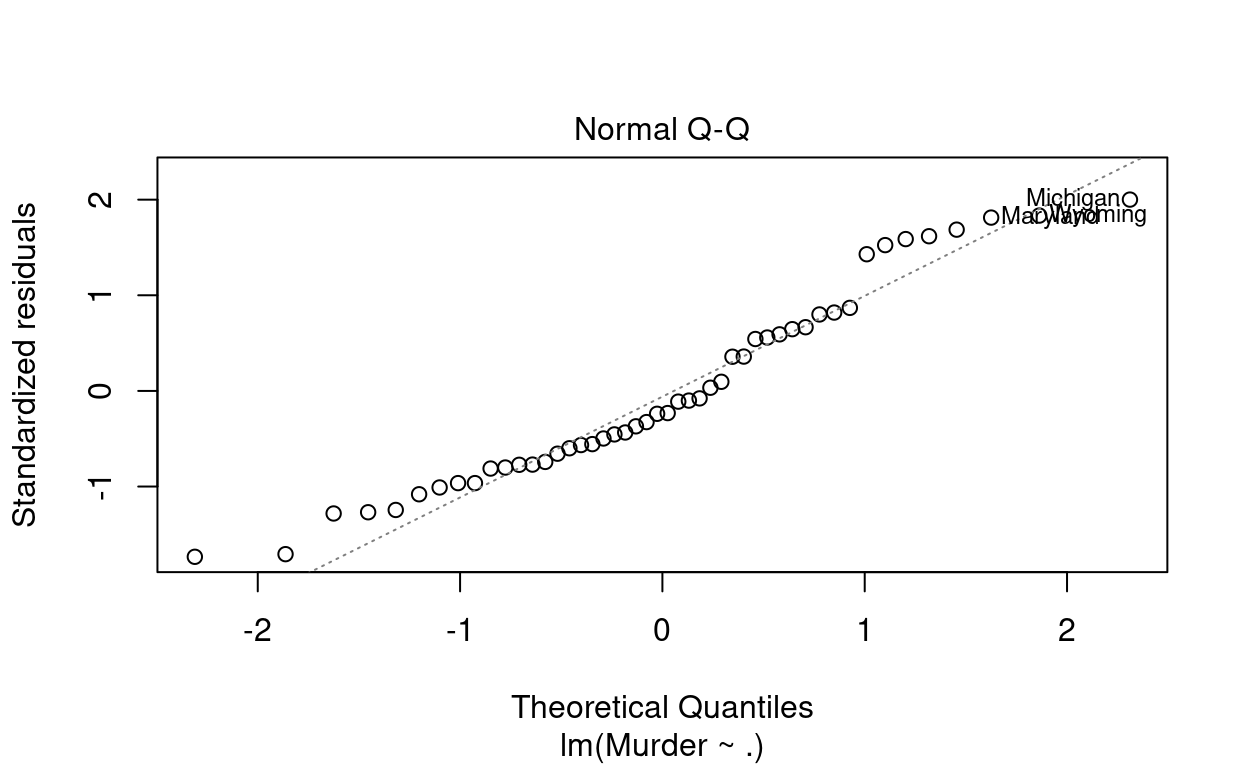 Normal Q-Q
Standardized residuals
2
1
0
-1
Michigan
Maryland
Wyoming
-2
-1
0
1
2
Theoretical Quantiles
lm(Murder ~ .)